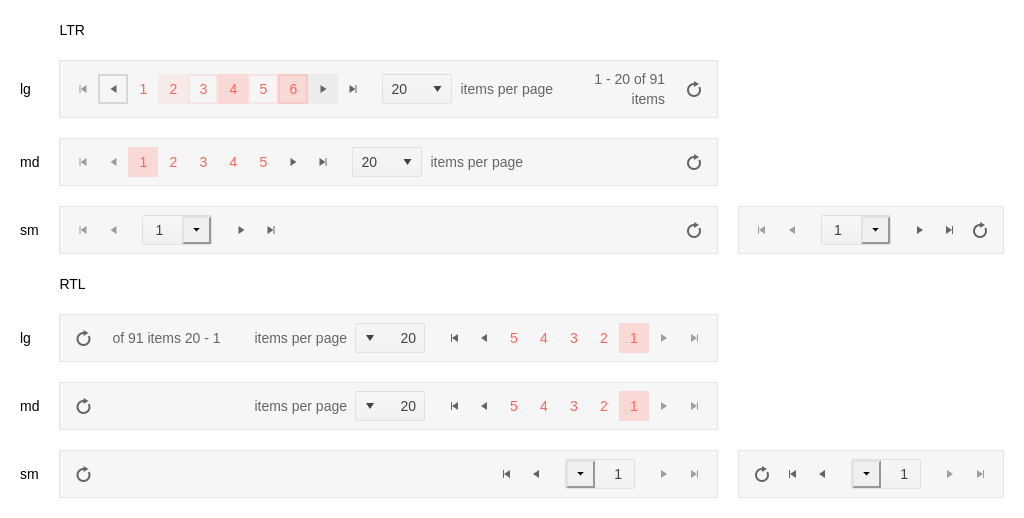 LTR
lg 1 2 3 4 5 6 20 items per page 1 - 20 of 91
items
md 1 2 3 4 5 20 items per page
sm 1 1
RTL
lg of 91 items 20 - 1 items per page 20 5 4 3 2 1
md items per page 20 5 4 3 2 1
sm 1 1